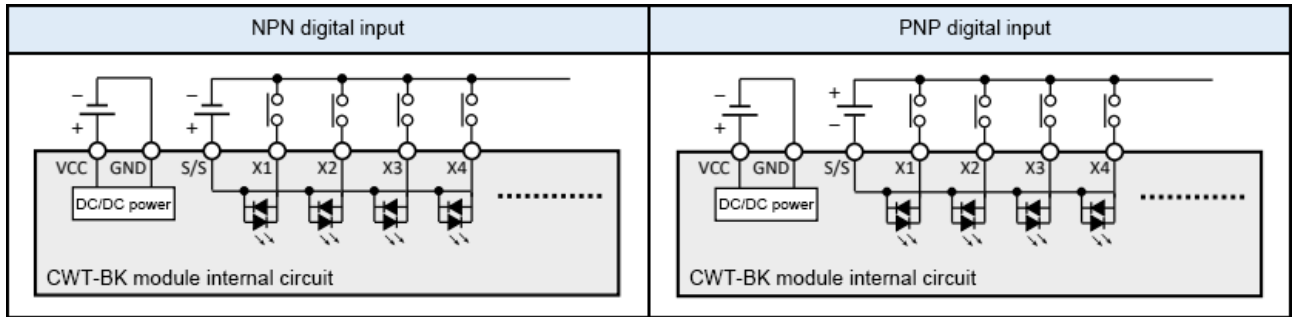 NPN digital input
PNP digital input
− −
+ +
VCC GND S/S X1 X2 X3 X4
DC/DC power
CWT-BK module internal circuit
− +
+ −
VCC GND S/S X1 X2 X3 X4
DC/DC power
CWT-BK module internal circuit